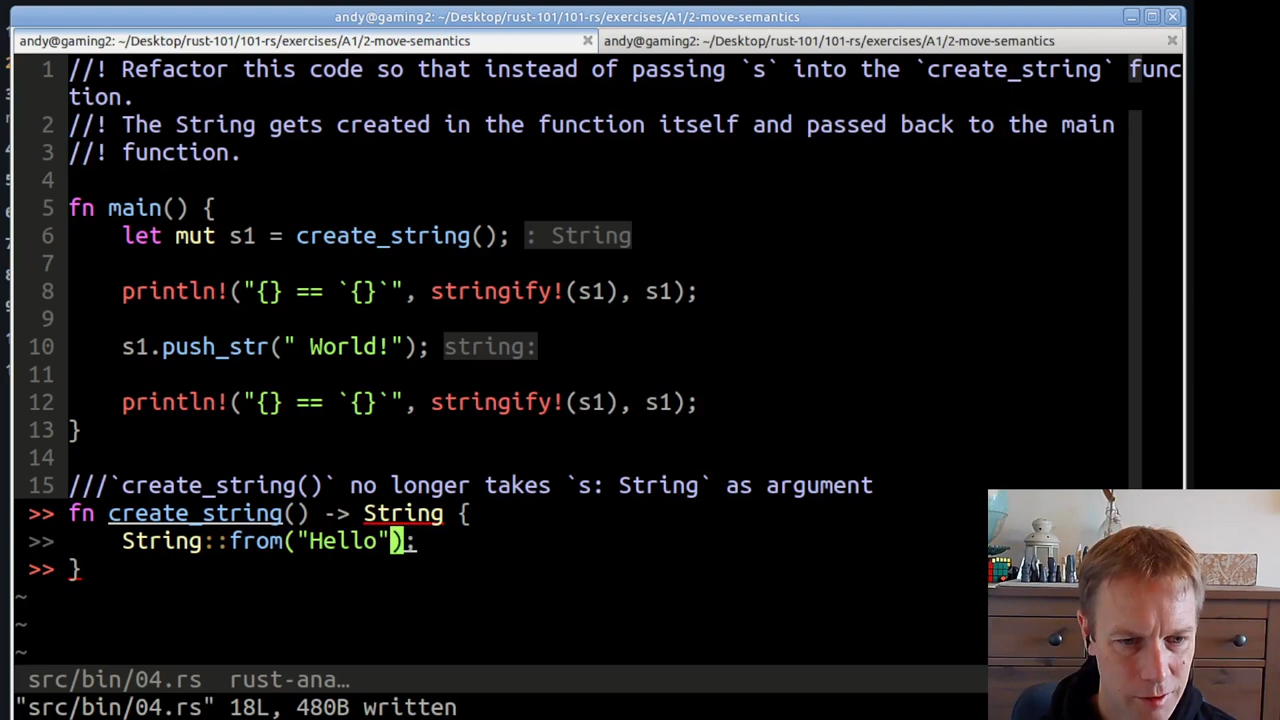 andy@gaming2: ~/Desktop/rust-101/101-rs/exercises/A1/2-move-semantics
andy@gaming2: ~/Desktop/rust-101/101-rs/exercises/A1/2-move-semantics
andy@gaming2: ~/Desktop/rust-101/101-rs/exercises/A1/2-move-semantics
1 //! Refactor this code so that instead of passing `s` into the `create_string` func
tion.
2 //! The String gets created in the function itself and passed back to the main
3 //! function.
4
5 fn main() {
6     let mut s1 = create_string(); : String
7
8     println!("{} == `{}`", stringify!(s1), s1);
9
10     s1.push_str(" World!"); string:
11
12     println!("{} == `{}`", stringify!(s1), s1);
13 }
14
15 ///`create_string()` no longer takes `s: String` as argument
>> fn create_string() -> String {
>>     String::from("Hello");
>> }
~
~
~
src/bin/04.rs  rust-ana…
"src/bin/04.rs" 18L, 480B written